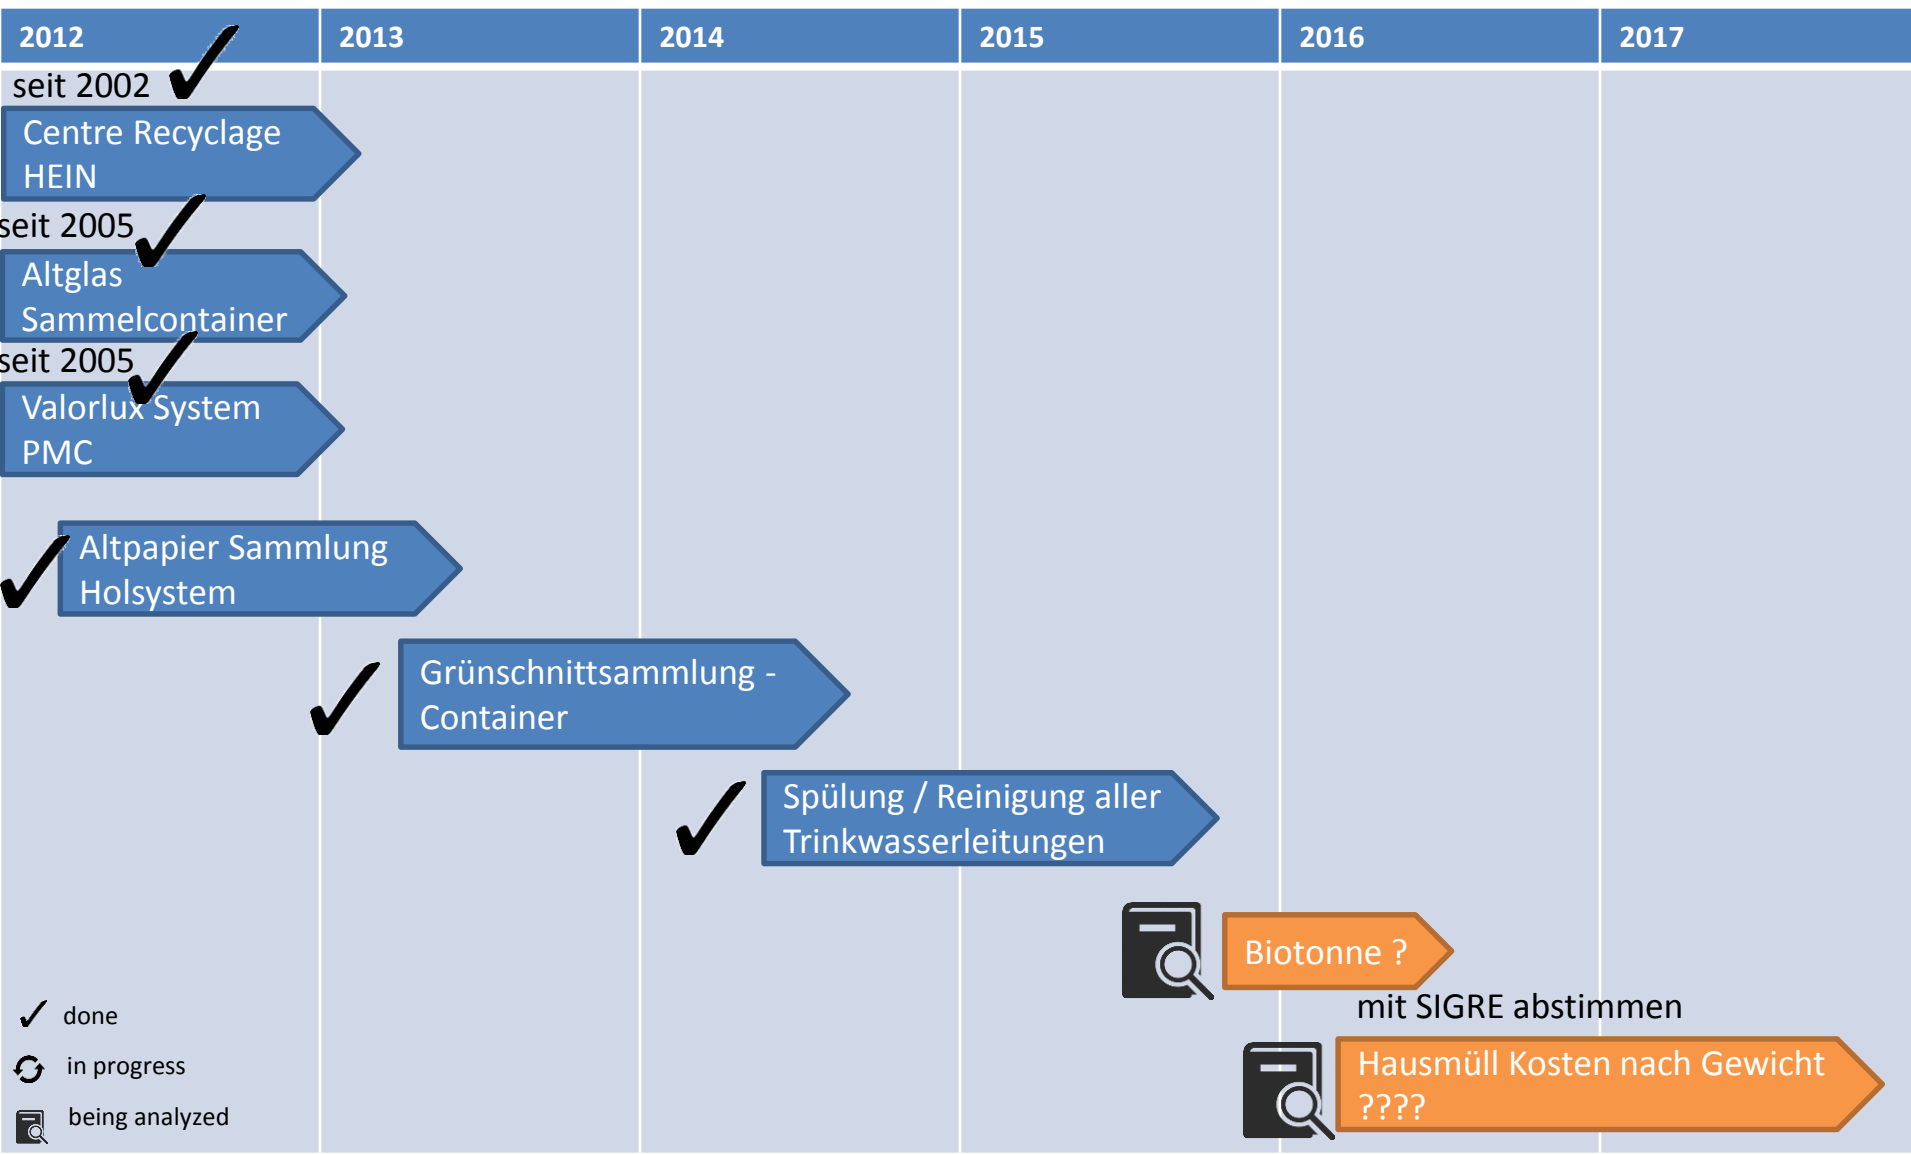 2012 2013 2014 2015 2016 2017
seit 2002
Centre Recyclage
HEIN
seit 2005
Altglas
Sammelcontainer
seit 2005
Valorlux System
PMC
Altpapier Sammlung
Holsystem
Grünschnittsammlung -
Container
Spülung / Reinigung aller
Trinkwasserleitungen
Biotonne ?
mit SIGRE abstimmen
Hausmüll Kosten nach Gewicht
????
done
in progress
being analyzed